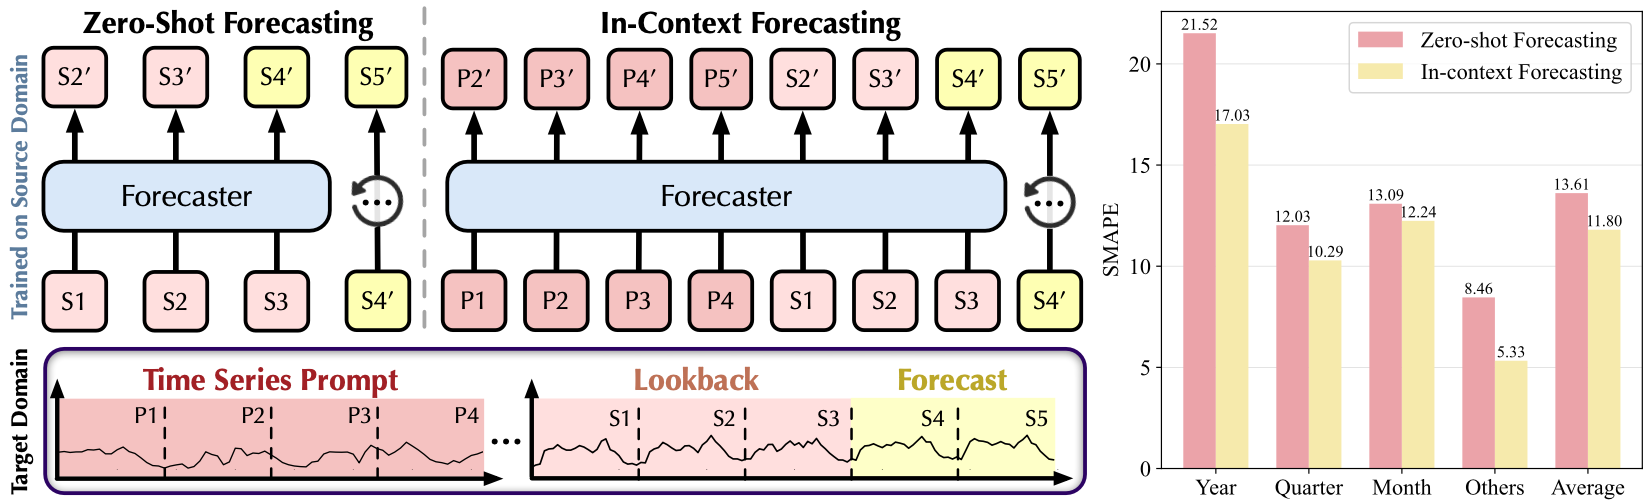 Zero-Shot Forecasting
In-Context Forecasting
Trained on Source Domain
S2′ S3′ S4′ S5′
P2′ P3′ P4′ P5′ S2′ S3′ S4′ S5′
Forecaster
...
Forecaster
...
S1 S2 S3 S4′
P1 P2 P3 P4 S1 S2 S3 S4′
Target Domain
Time Series Prompt
Lookback
Forecast
P1 P2 P3 P4
...
S1 S2 S3 S4 S5
Zero-shot Forecasting
In-context Forecasting
SMAPE
20
15
10
5
0
21.52
17.03
12.03
10.29
13.09
12.24
8.46
5.33
13.61
11.80
Year Quarter Month Others Average